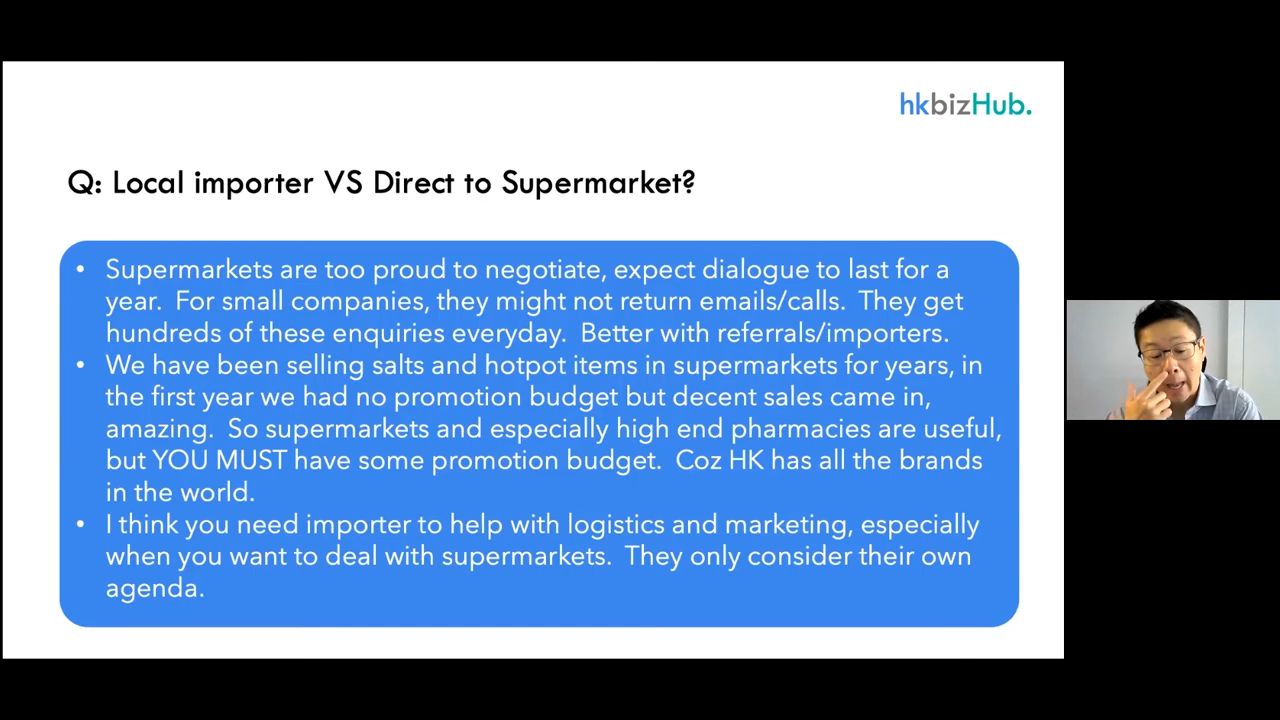 hkbizHub.
Q: Local importer VS Direct to Supermarket?
• Supermarkets are too proud to negotiate, expect dialogue to last for a
year.  For small companies, they might not return emails/calls.  They get
hundreds of these enquiries everyday.  Better with referrals/importers.
• We have been selling salts and hotpot items in supermarkets for years, in
the first year we had no promotion budget but decent sales came in,
amazing.  So supermarkets and especially high end pharmacies are useful,
but YOU MUST have some promotion budget.  Coz HK has all the brands
in the world.
• I think you need importer to help with logistics and marketing, especially
when you want to deal with supermarkets.  They only consider their own
agenda.